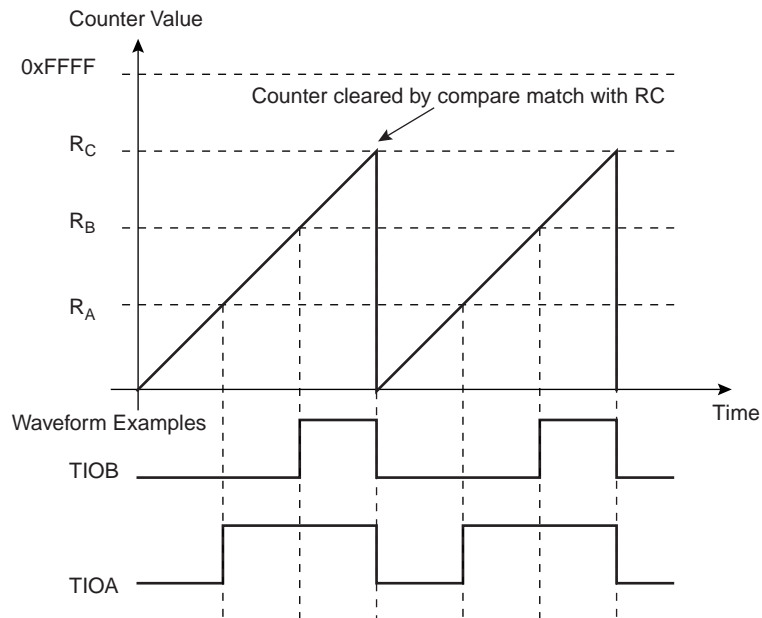 Counter Value
0xFFFF
Counter cleared by compare match with RC
RC
RB
RA
Time
Waveform Examples
TIOB
TIOA